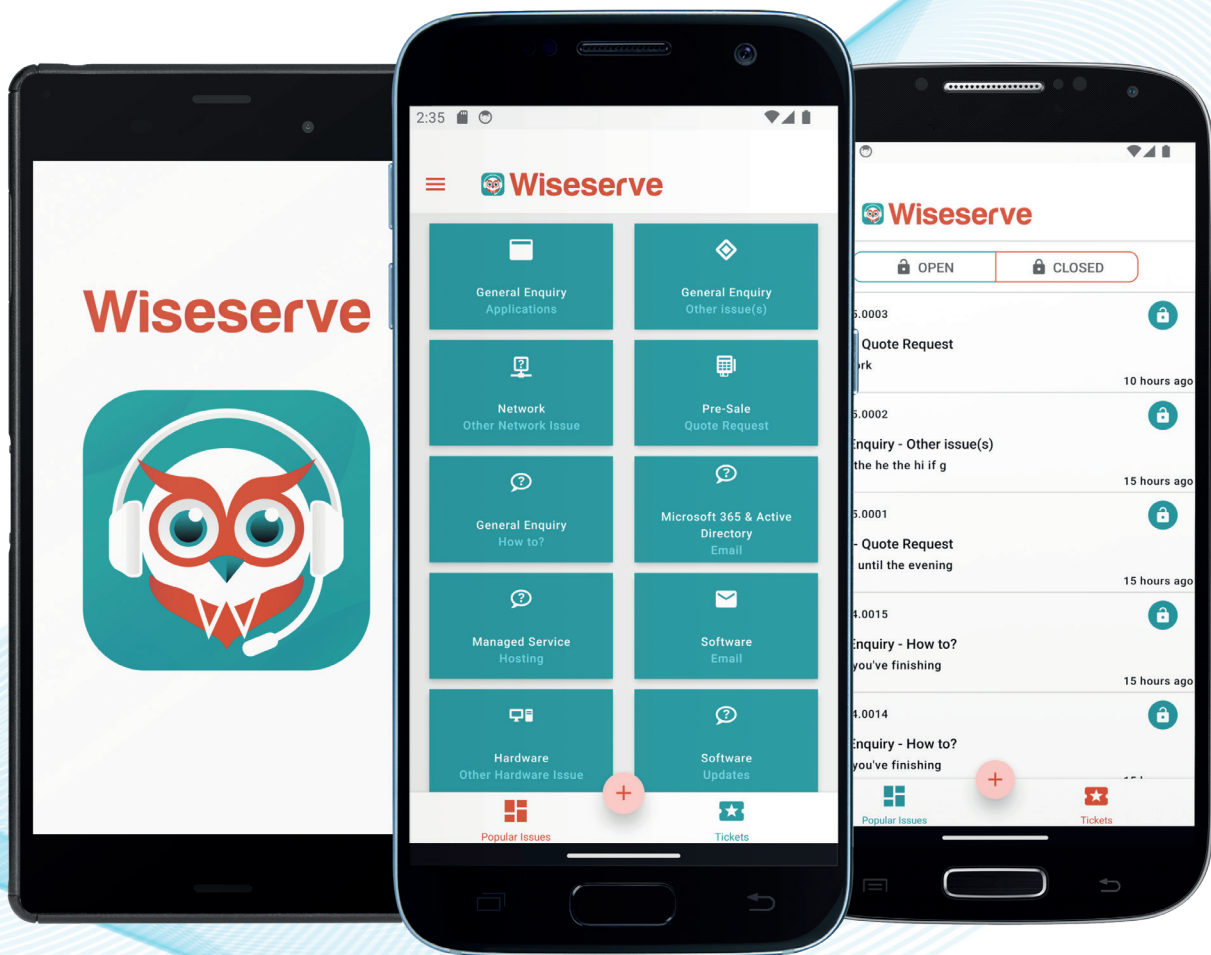 Wiseserve
2:35
Wiseserve
General Enquiry
Applications
General Enquiry
Other issue(s)
Network
Other Network Issue
Pre-Sale
Quote Request
General Enquiry
How to?
Microsoft 365 & Active
Directory
Email
Managed Service
Hosting
Software
Email
Hardware
Other Hardware Issue
Software
Updates
Popular Issues
Tickets
Wiseserve
OPEN
CLOSED
.0003
Quote Request
10 hours ago
.0002
Enquiry - Other issue(s)
the he the hi if g
15 hours ago
.0001
- Quote Request
until the evening
15 hours ago
4.0015
Enquiry - How to?
you've finishing
15 hours ago
4.0014
Enquiry - How to?
you've finishing
Popular Issues
Tickets